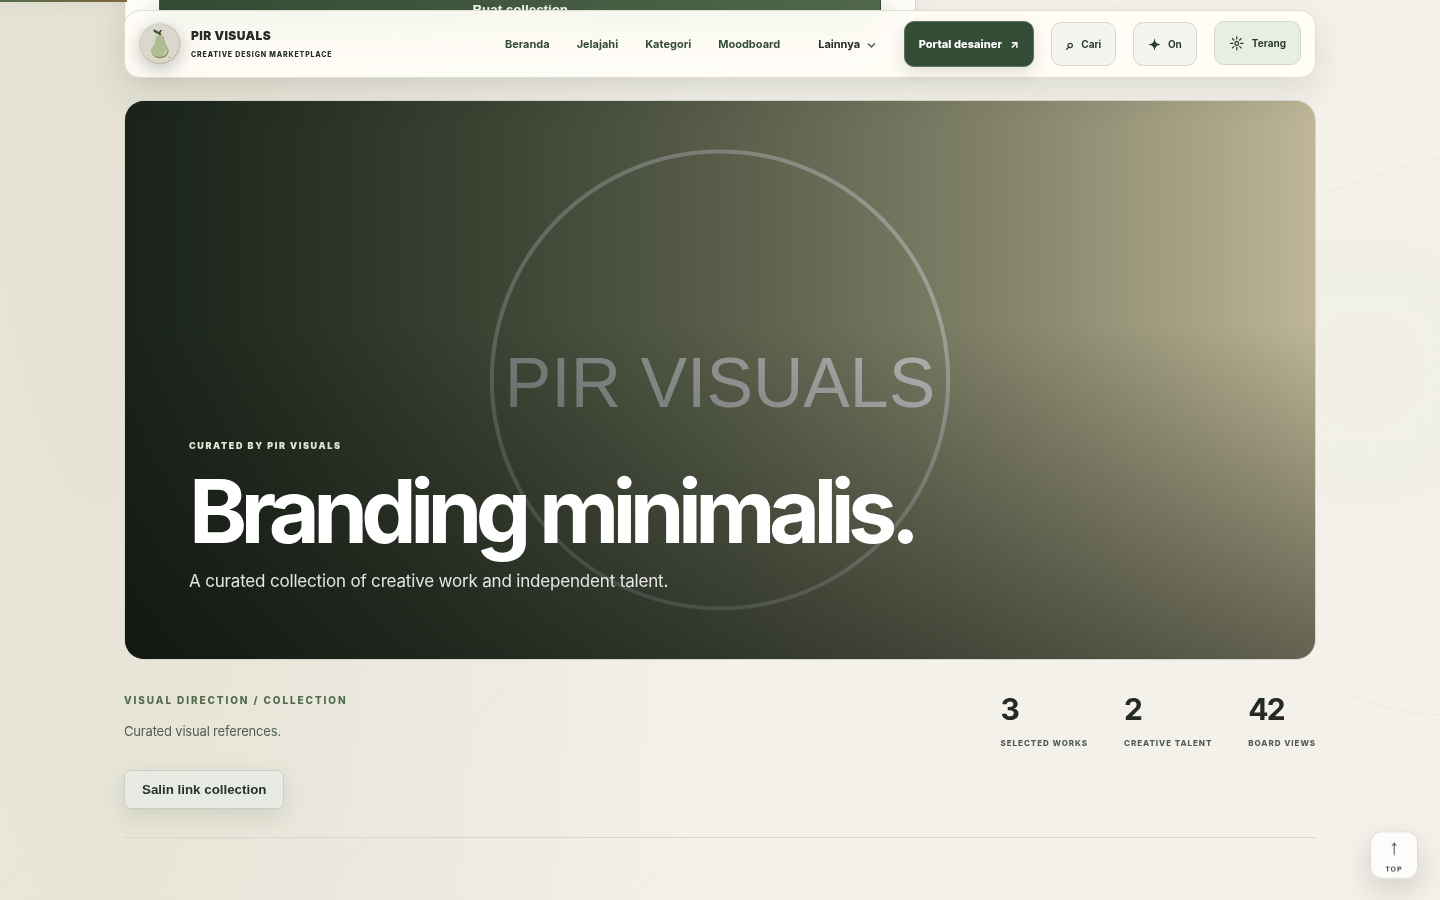 Buat collection
PIR VISUALS
CREATIVE DESIGN MARKETPLACE
Beranda
Jelajahi
Kategori
Moodboard
Lainnya
Portal desainer
Cari
On
Terang
PIR VISUALS
CURATED BY PIR VISUALS
Branding minimalis.
A curated collection of creative work and independent talent.
VISUAL DIRECTION / COLLECTION
Curated visual references.
Salin link collection
3
SELECTED WORKS
2
CREATIVE TALENT
42
BOARD VIEWS
↑
TOP